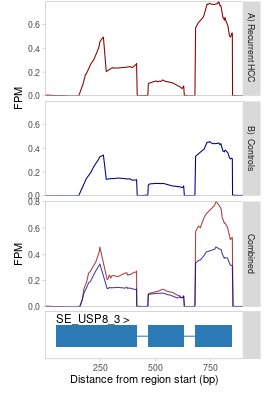 0.6
0.4
0.2
0.0
A) Recurrent HCC
FPM
0.6
0.4
0.2
0.0
B) Controls
0.8
0.6
0.4
0.2
0.0
FPM
Combined
SE_USP8_3 >
250
500
750
Distance from region start (bp)